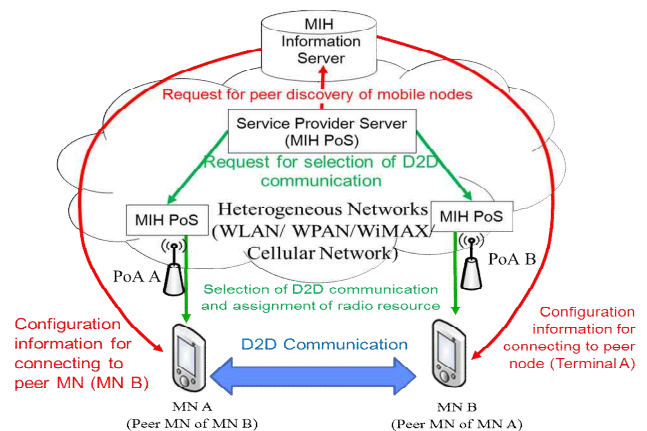 MIH
Information
Server
Request for peer discovery of mobile nodes
Service Provider Server
(MIH PoS)
Request for selection of D2D
communication
MIH PoS
Heterogeneous Networks
(WLAN/ WPAN/WiMAX/
Cellular Network)
MIH PoS
PoA A
PoA B
Selection of D2D communication
and assignment of radio resource
Configuration
information for
connecting to
peer MN (MN B)
Configuration
information for
connecting to peer
node (Terminal A)
D2D Communication
MN A
(Peer MN of MN B)
MN B
(Peer MN of MN A)